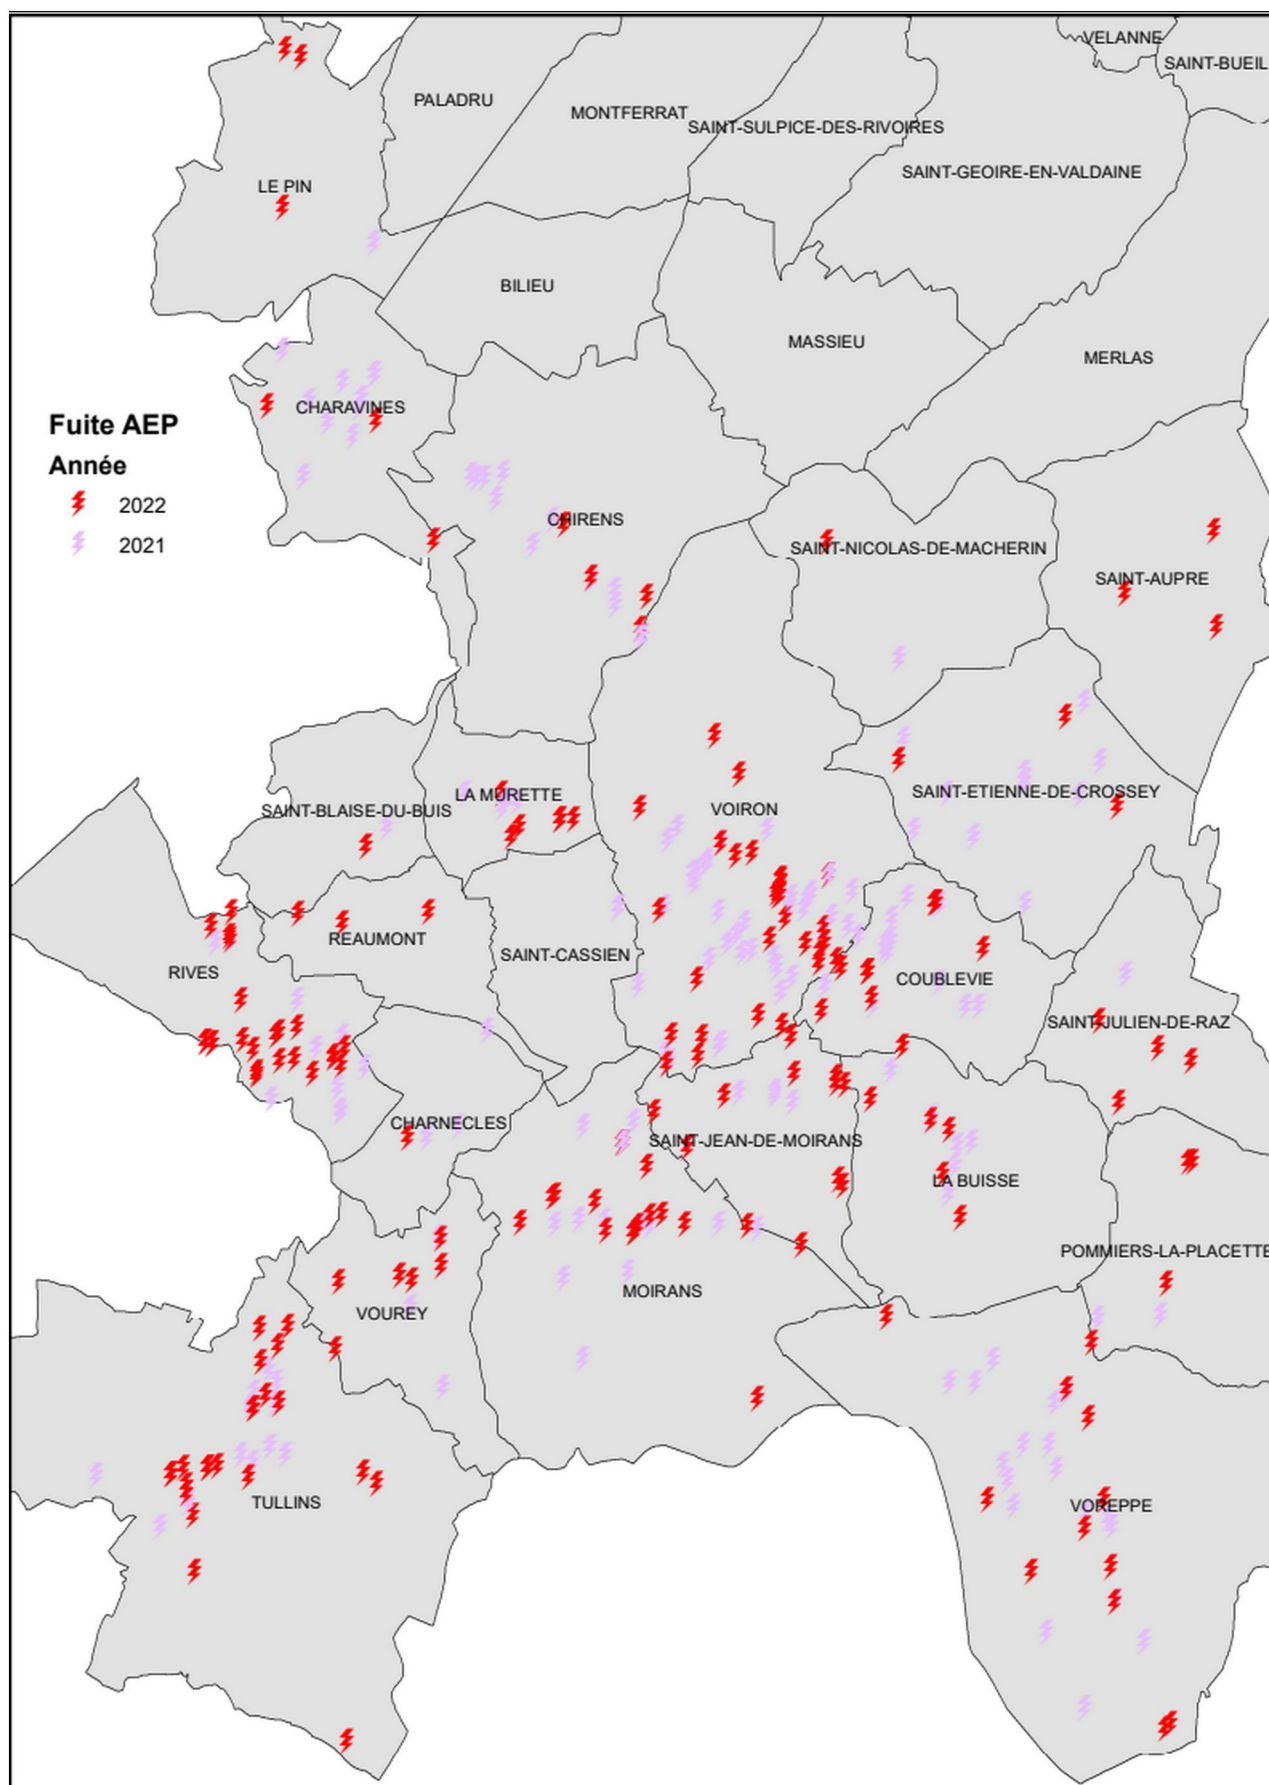 VELANNE
SAINT-BUEIL
PALADRU
MONTFERRAT
SAINT-SULPICE-DES-RIVOIRES
SAINT-GEOIRE-EN-VALDAINE
LE PIN
BILIEU
MASSIEU
MERLAS
CHARAVINES
Fuite AEP
Année
2022
2021
CHIRENS
SAINT-NICOLAS-DE-MACHERIN
SAINT-AUPRE
LA MURETTE
SAINT-ETIENNE-DE-CROSSEY
SAINT-BLAISE-DU-BUIS
VOIRON
REAUMONT
SAINT-CASSIEN
RIVES
COUBLEVIE
SAINT-JULIEN-DE-RAZ
CHARNECLES
SAINT-JEAN-DE-MOIRANS
LA BUISSE
POMMIERS-LA-PLACETTE
MOIRANS
VOUREY
TULLINS
VOREPPE